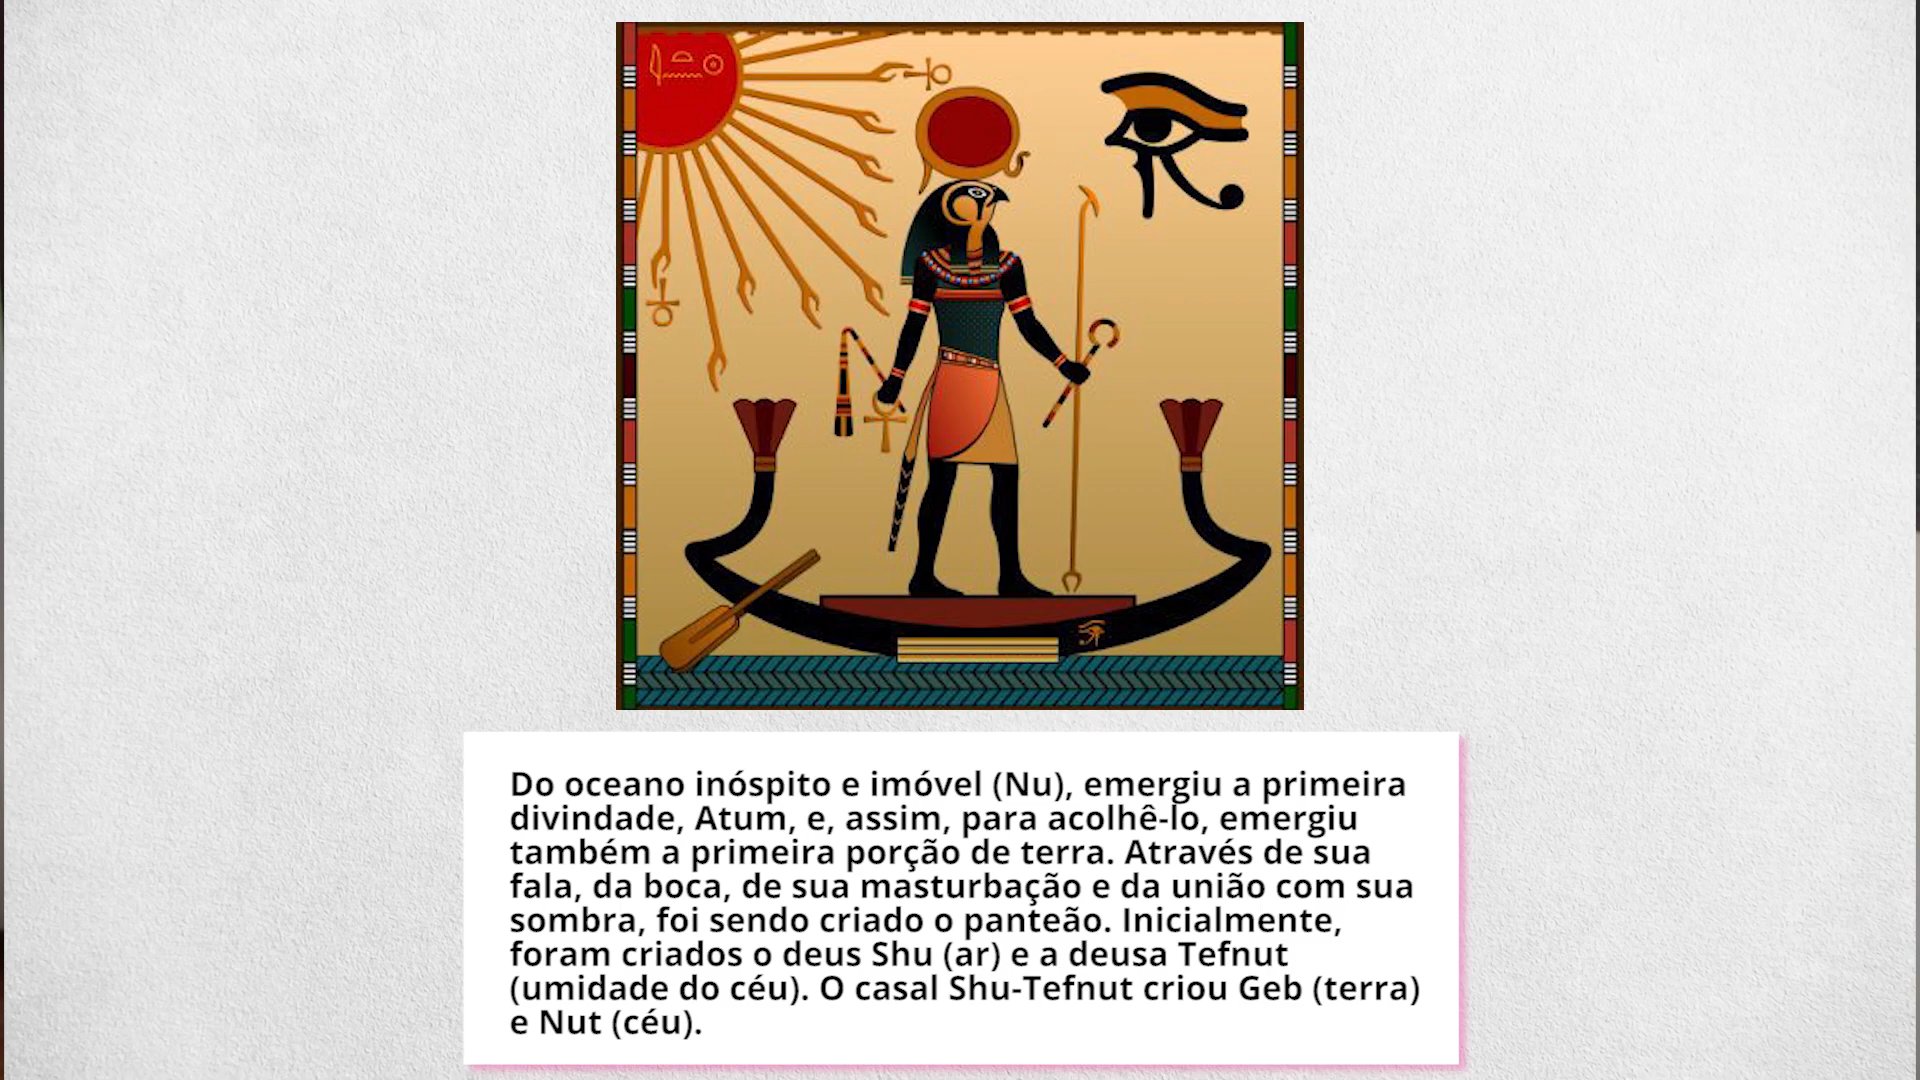 Do oceano inóspito e imóvel (Nu), emergiu a primeira
divindade, Atum, e, assim, para acolhê-lo, emergiu
também a primeira porção de terra. Através de sua
fala, da boca, de sua masturbação e da união com sua
sombra, foi sendo criado o panteão. Inicialmente,
foram criados o deus Shu (ar) e a deusa Tefnut
(umidade do céu). O casal Shu-Tefnut criou Geb (terra)
e Nut (céu).